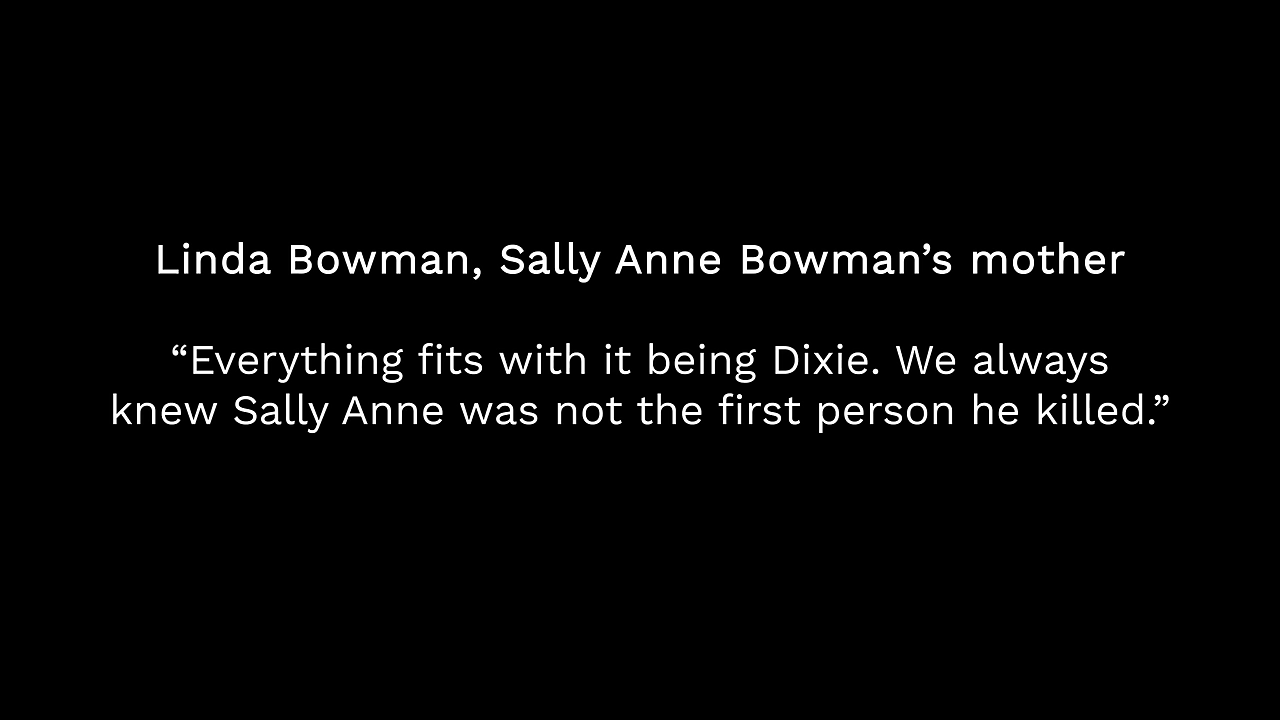 Linda Bowman, Sally Anne Bowman’s mother
“Everything fits with it being Dixie. We always
knew Sally Anne was not the first person he killed.”